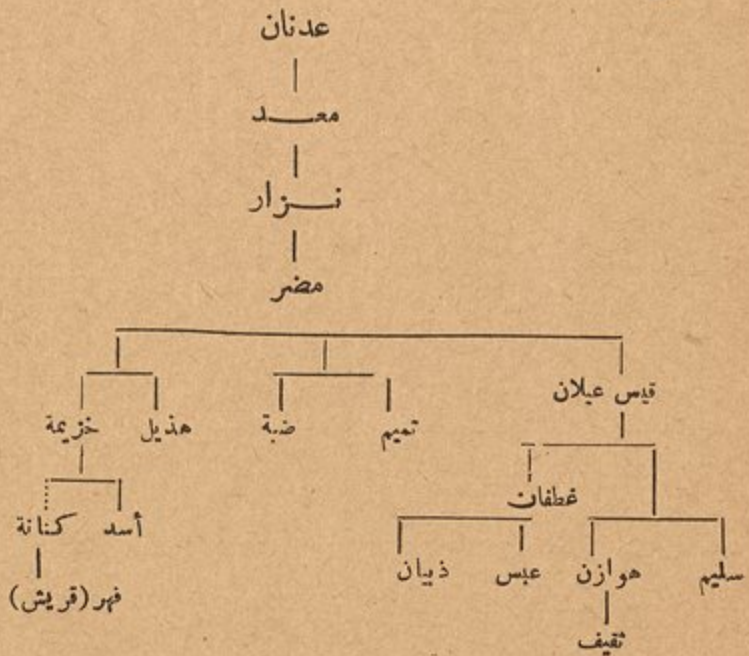 عدنان
معد
نزار
مضر
قيس عيلان
تميم
ضبة
هذيل
خزيمة
غطفان
أسد
كنانة
سليم
هوازن
عبس
ذبيان
فهر (قريش)
ثقيف